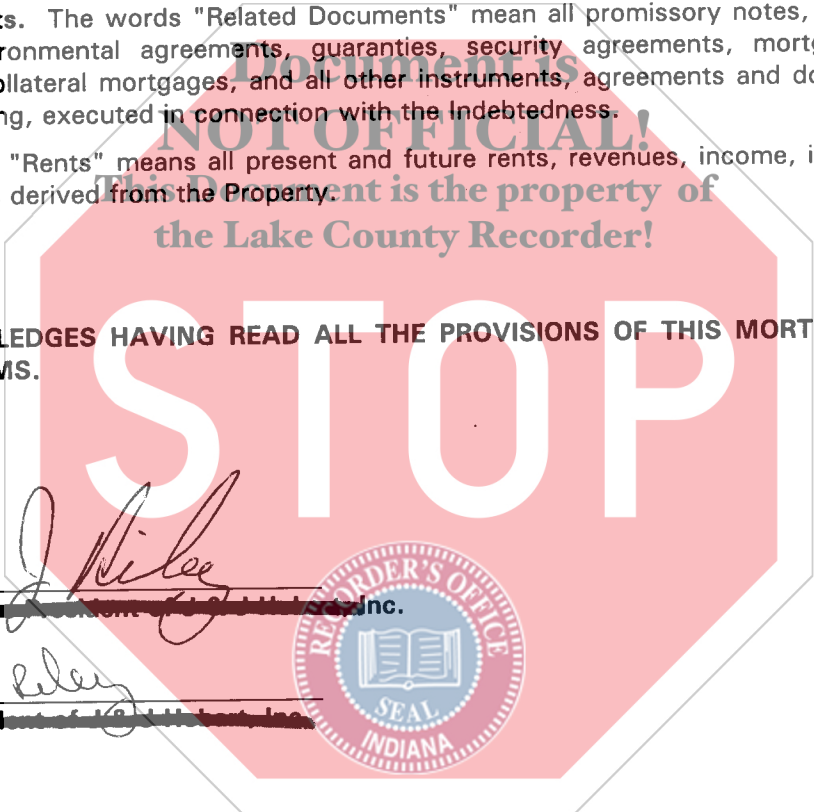 ts. The words "Related Documents" mean all promissory notes,
ronmental agreements, guaranties, security agreements, mortg
ollateral mortgages, and all other instruments, agreements and do
ng, executed in connection with the Indebtedness.
Document is
NOT OFFICIAL!
"Rents" means all present and future rents, revenues, income, i
derived from the Property.
This Document is the property of
the Lake County Recorder!
LEDGES HAVING READ ALL THE PROVISIONS OF THIS MORT
MS.
STOP
J Riley
Inc.
Riley
RECORDER'S OFFICE
SEAL
INDIANA